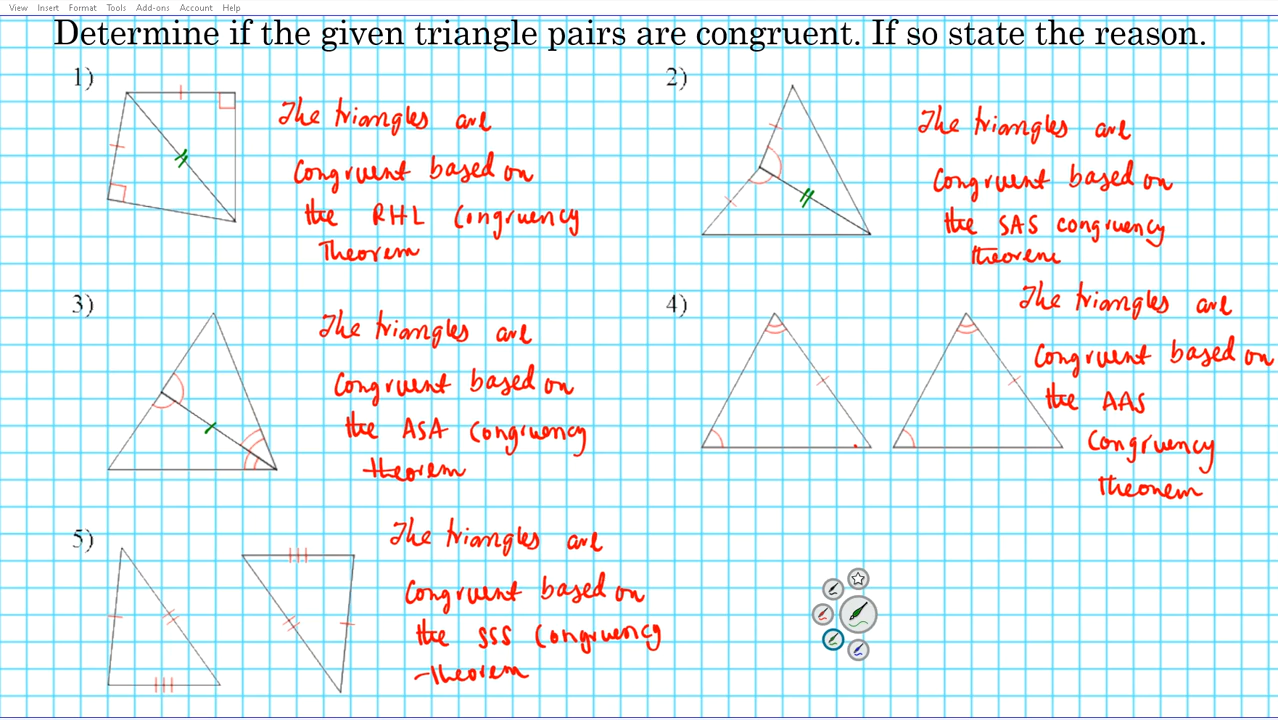 View Insert Format Tools Add-ons Account Help
Determine if the given triangle pairs are congruent. If so state the reason.
1)
The triangles are
Congruent based on
the RHL Congruency
Theorem
2)
The triangles are
Congruent based on
the SAS congruency
theorem
3)
The triangles are
Congruent based on
the ASA Congruency
theorem
4)
The triangles are
Congruent based on
the AAS
Congruency
theorem
5)
The triangles are
Congruent based on
the SSS Congruency
theorem